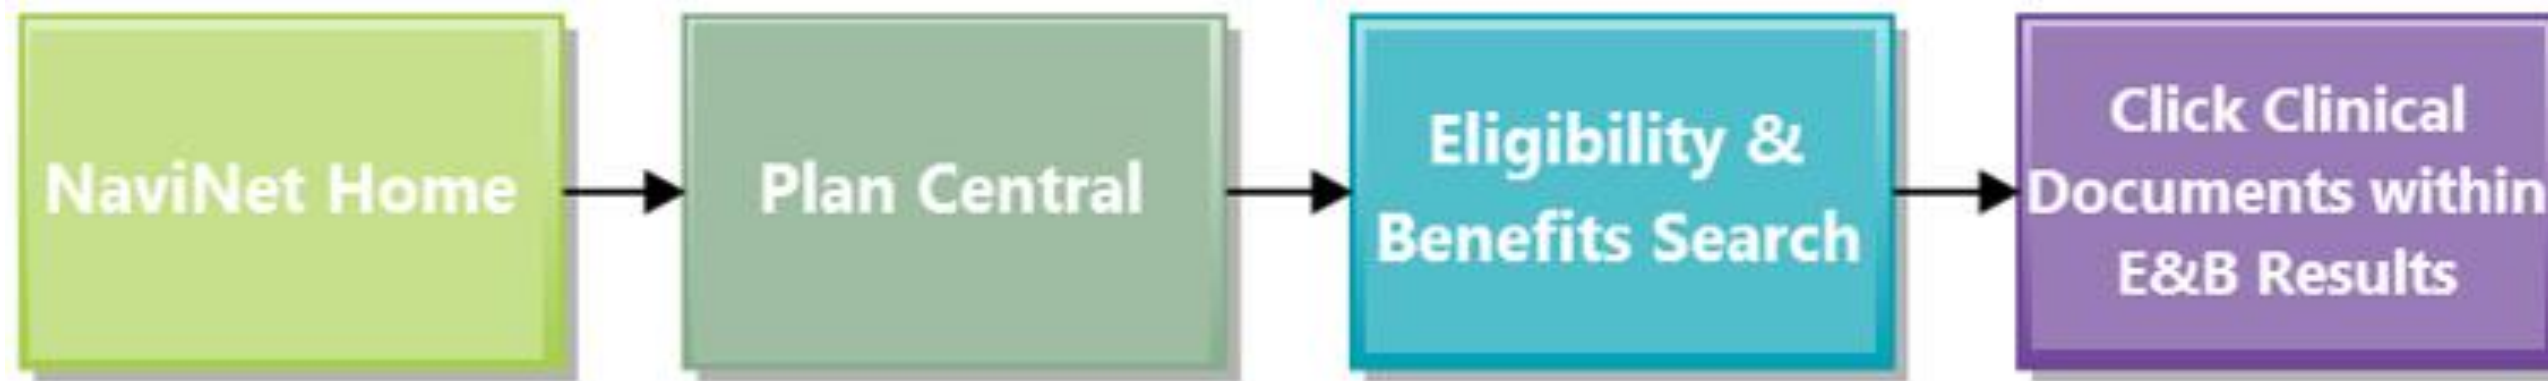 NaviNet Home
Plan Central
Eligibility &
Benefits Search
Click Clinical
Documents within
E&B Results